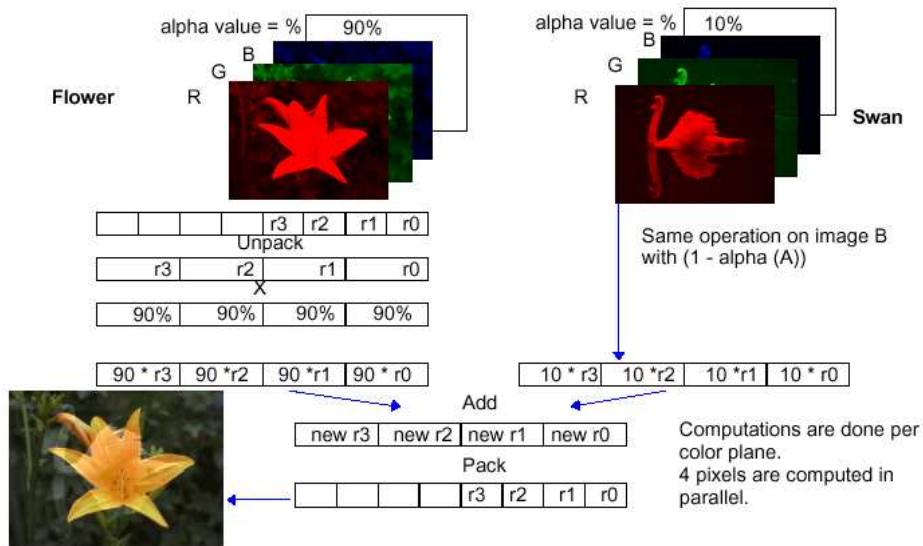 alpha value = % 90%
B
G
R
Flower
alpha value = % 10%
B
G
R
Swan
r3 r2 r1 r0
Unpack
r3 r2 r1 r0
X
90% 90% 90% 90%
Same operation on image B
with (1 - alpha (A))
90 * r3 90 *r2 90 *r1 90 * r0
10 * r3 10 *r2 10 *r1 10 * r0
Add
new r3 new r2 new r1 new r0
Pack
r3 r2 r1 r0
Computations are done per
color plane.
4 pixels are computed in
parallel.